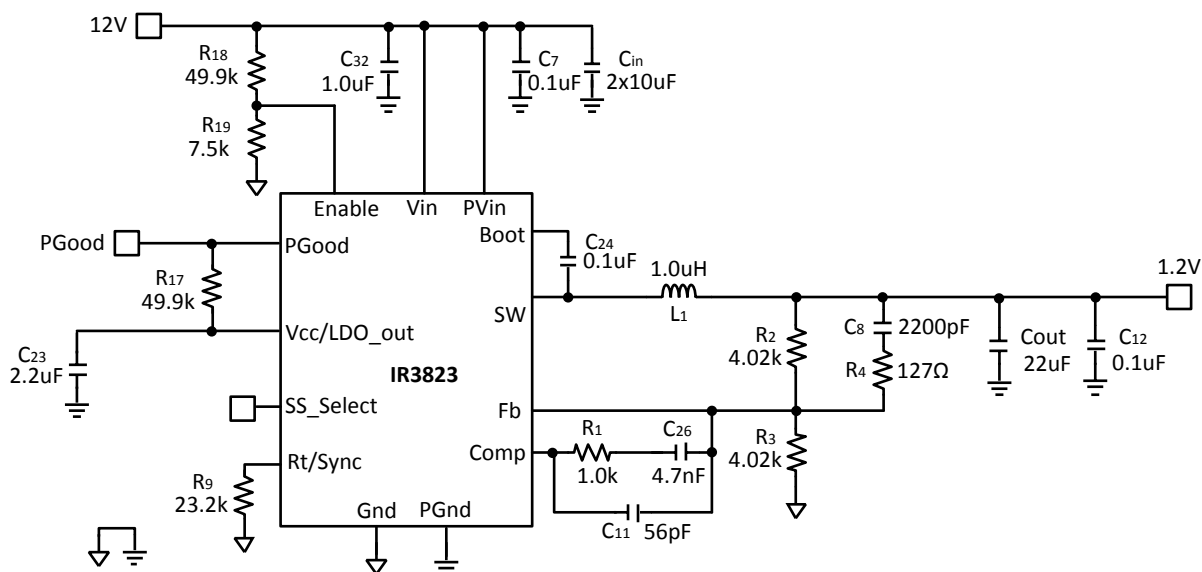 12V
R18
49.9k
C32
1.0uF
C7
0.1uF
Cin
2x10uF
R19
7.5k
Enable
Vin
PVin
PGood
PGood
Boot
C24
0.1uF
R17
49.9k
1.0uH
L1
1.2V
SW
Vcc/LDO_out
C23
2.2uF
IR3823
R2
4.02k
C8
2200pF
R4
127Ω
Cout
22uF
C12
0.1uF
SS_Select
Fb
Rt/Sync
Comp
R1
1.0k
C26
4.7nF
R3
4.02k
R9
23.2k
Gnd
PGnd
C11
56pF